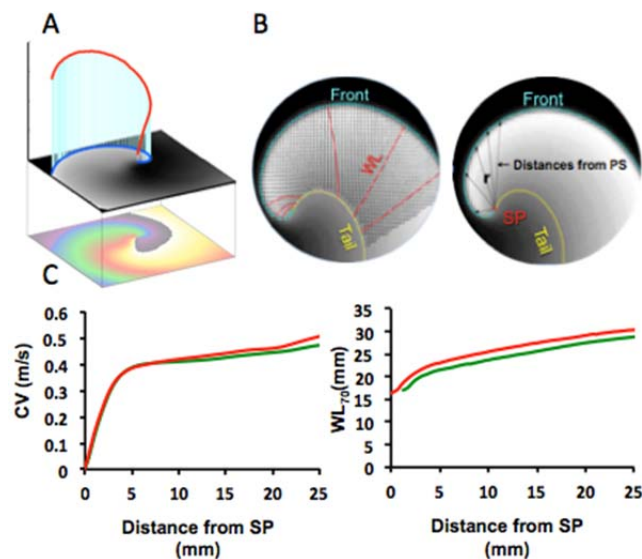 A
B
Front
WL
Tail
Front
Distances from PS
r
SP
Tail
C
CV (m/s)
0.6
0.5
0.4
0.3
0.2
0.1
0
0 5 10 15 20 25
Distance from SP
(mm)
WL70(mm)
35
30
25
20
15
10
5
0
0 5 10 15 20 25
Distance from SP
(mm)